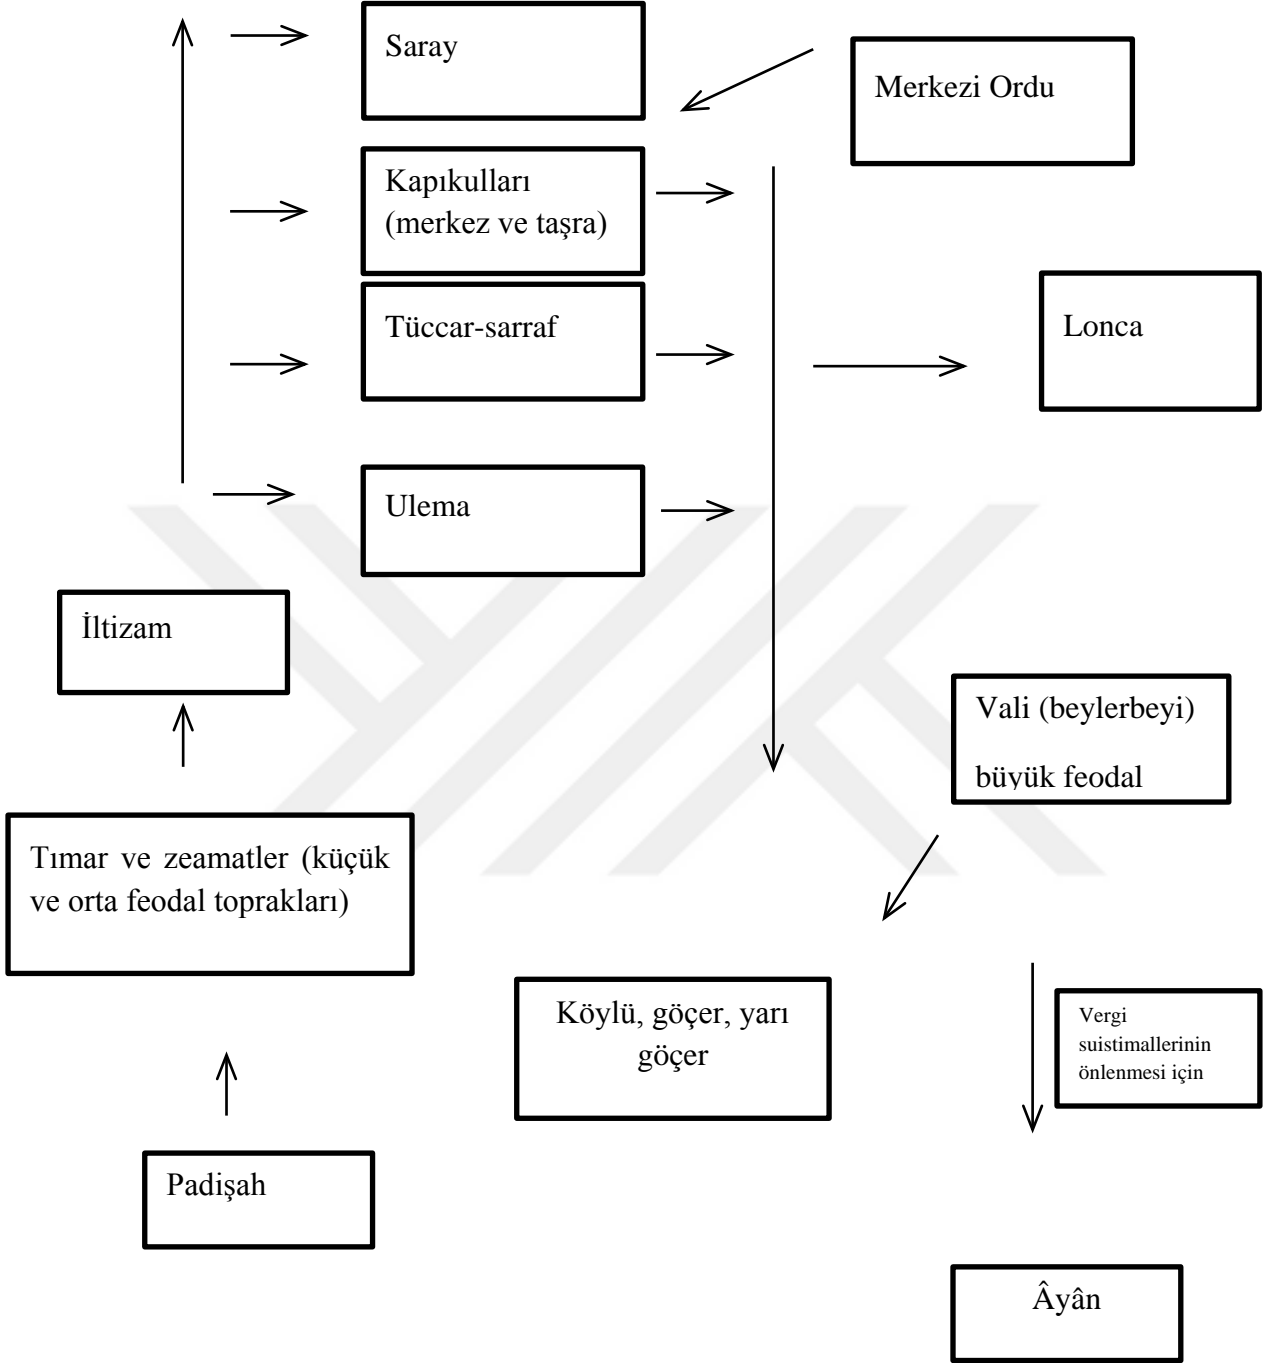 Saray
Merkezi Ordu
Kapıkulları
(merkez ve taşra)
Tüccar-sarraf
Lonca
Ulema
İltizam
Vali (beylerbeyi)
büyük feodal
Tımar ve zeamatler (küçük
ve orta feodal toprakları)
Köylü, göçer, yarı
göçer
Vergi
suistimallerinin
önlenmesi için
Padişah
Âyân